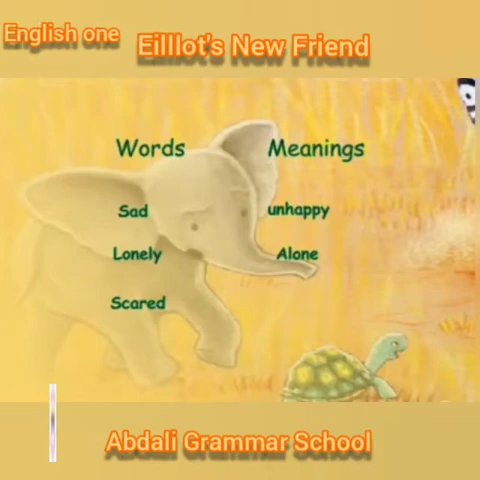 English one
Eilllot's New Friend
Words Meanings
Sad unhappy
Lonely Alone
Scared
Abdali Grammar School